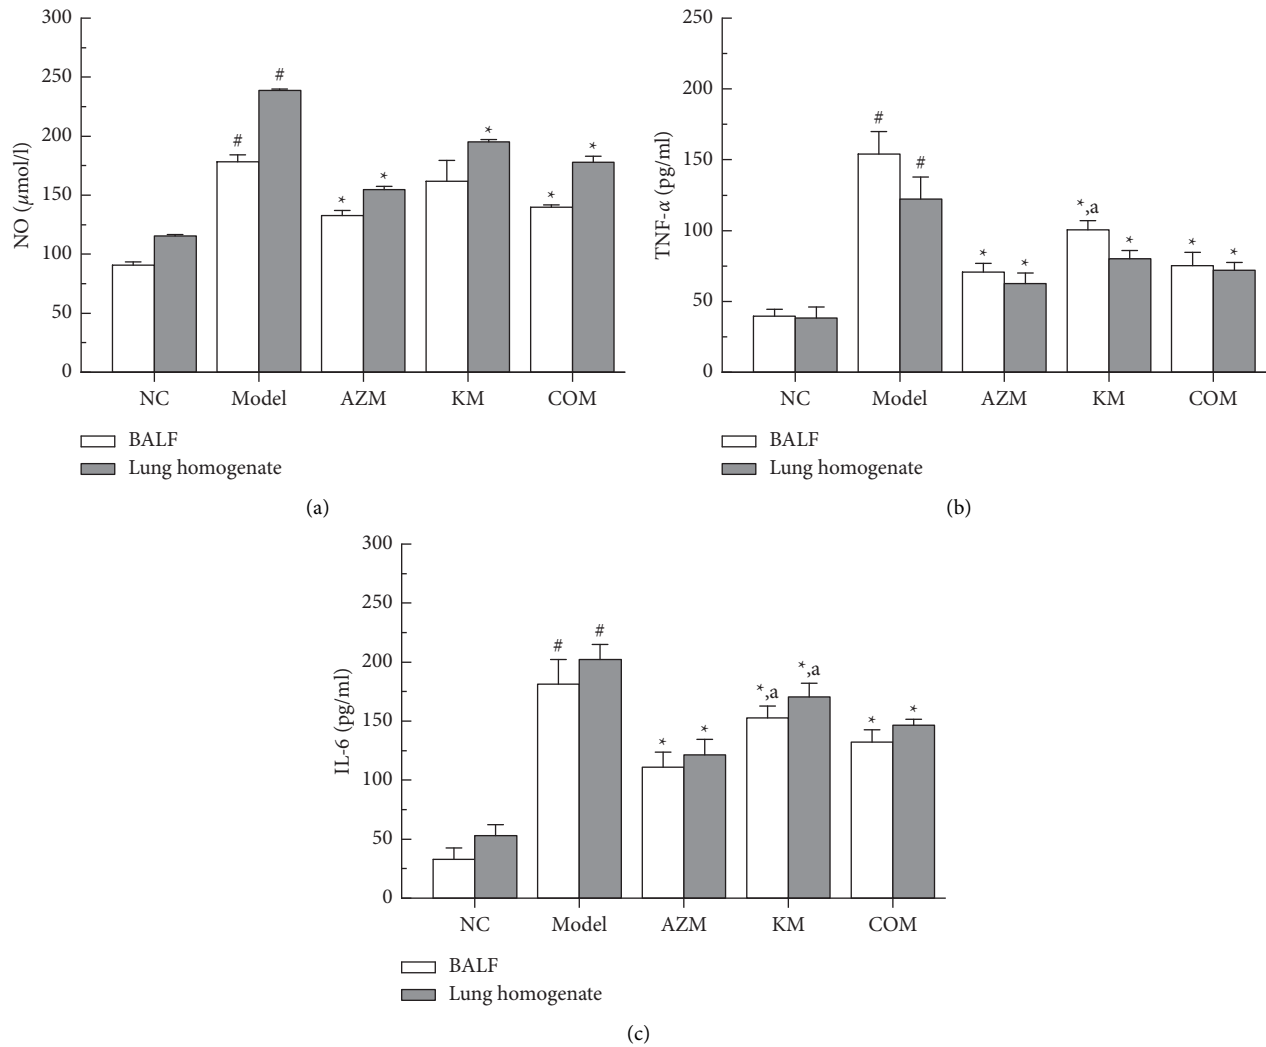 300
250
200
150
100
50
0
NO (μmol/l)
#
#
*
*
*
*
*
NC Model AZM KM COM
BALF
Lung homogenate
(a)
250
200
150
100
50
0
TNF-α (pg/ml)
#
#
*
*
*,a
*
*
*
NC Model AZM KM COM
BALF
Lung homogenate
(b)
300
250
200
150
100
50
0
IL-6 (pg/ml)
#
#
*
*
*,a
*,a
*
*
NC Model AZM KM COM
BALF
Lung homogenate
(c)